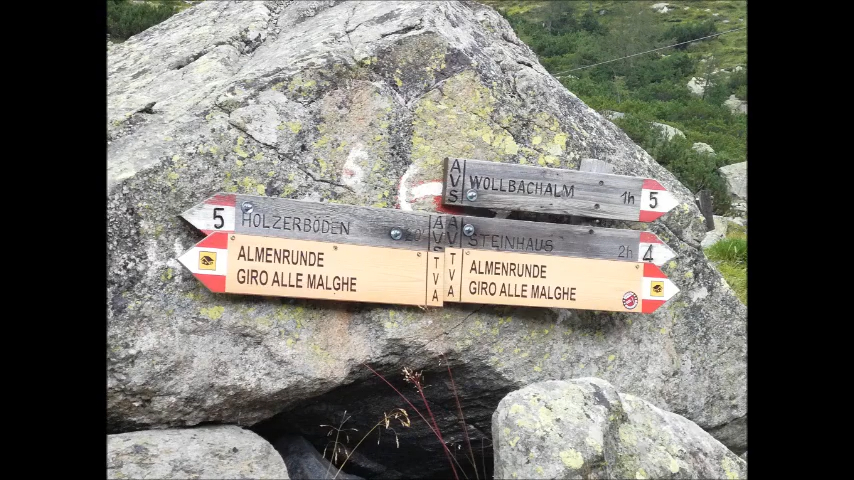 AVS
WOLLBACHALM 1h 5
5 HOLZERBÖDEN 20' AVS
AVS STEINHAUS 2h 4
ALMENRUNDE
GIRO ALLE MALGHE
TVA
TVA
ALMENRUNDE
GIRO ALLE MALGHE